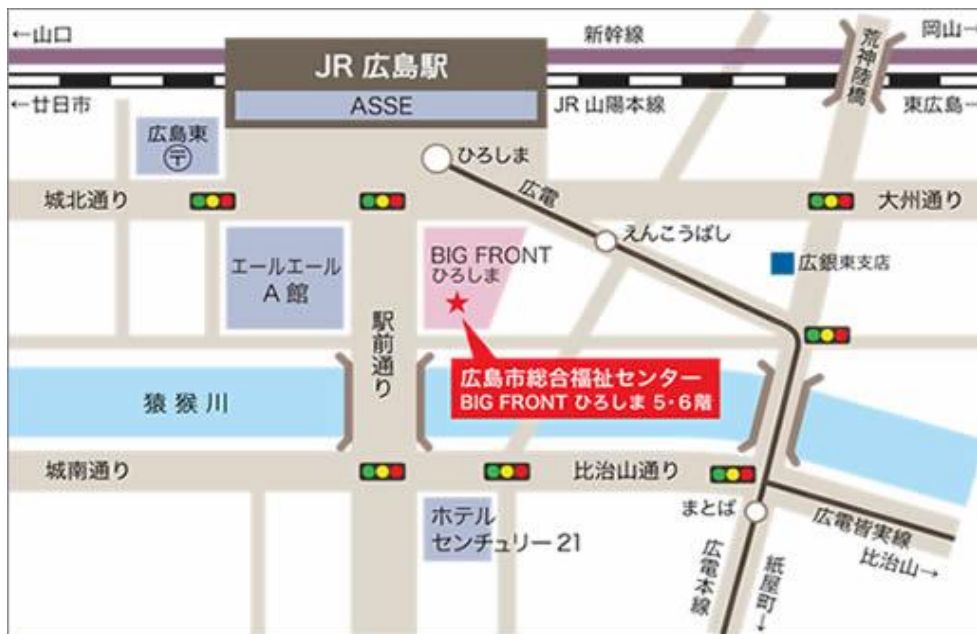 ←山口
新幹線
岡山→
荒神陸橋
JR 広島駅
←廿日市
ASSE
JR 山陽本線
東広島→
広島東
〒
ひろしま
広電
城北通り
大州通り
えんこうばし
エールエール
A 館
BIG FRONT
ひろしま
広銀東支店
駅前通り
広島市総合福祉センター
BIG FRONT ひろしま 5・6階
猿猴川
城南通り
比治山通り
まとば
ホテル
センチュリー21
広電皆実線
比治山→
広電本線
紙屋町→